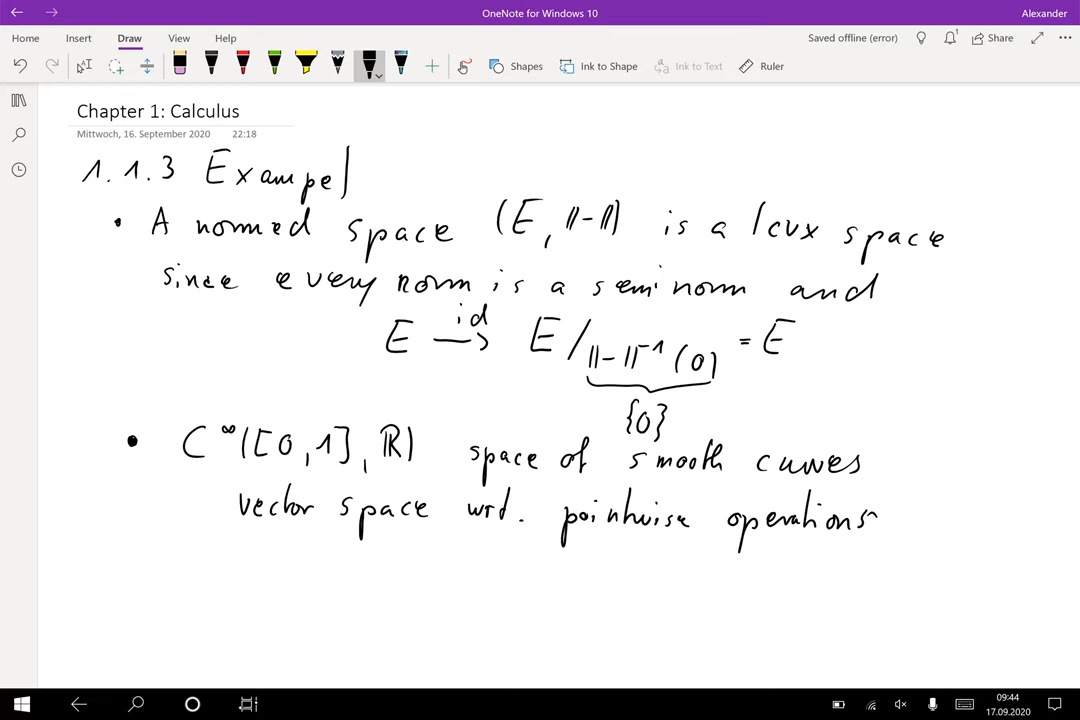 OneNote for Windows 10
Alexander
Home Insert Draw View Help
Saved offline (error) Share
Shapes Ink to Shape Ink to Text Ruler
Chapter 1: Calculus
Mittwoch, 16. September 2020 22:18
1.1.3 Exampel
• A normed space (E, ‖-‖) is a lcvx space
since every norm is a seminorm and
E \xrightarrow{id} E / ‖-‖⁻¹(0) = E
{0}
• C^∞([0,1], ℝ) space of smooth curves
vector space wrt. pointwise operations
09:44
17.09.2020